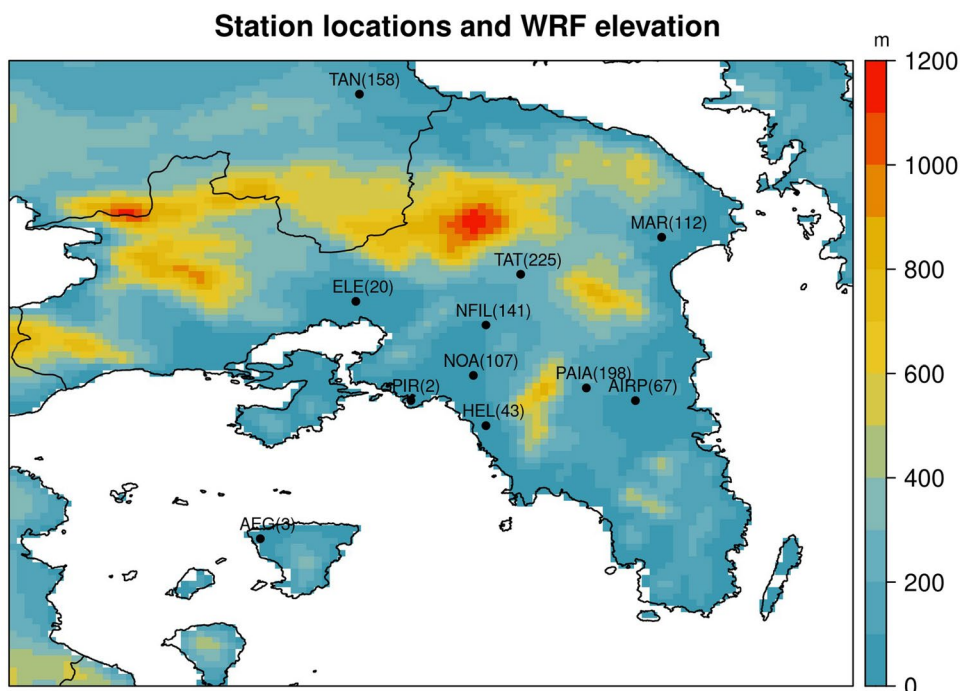 Station locations and WRF elevation
m
TAN(158)
MAR(112)
TAT(225)
ELE(20)
NFIL(141)
NOA(107)
PAIA(198)
PIR(2)
AIRP(67)
HEL(43)
AEG(3)
1200
1000
800
600
400
200
0